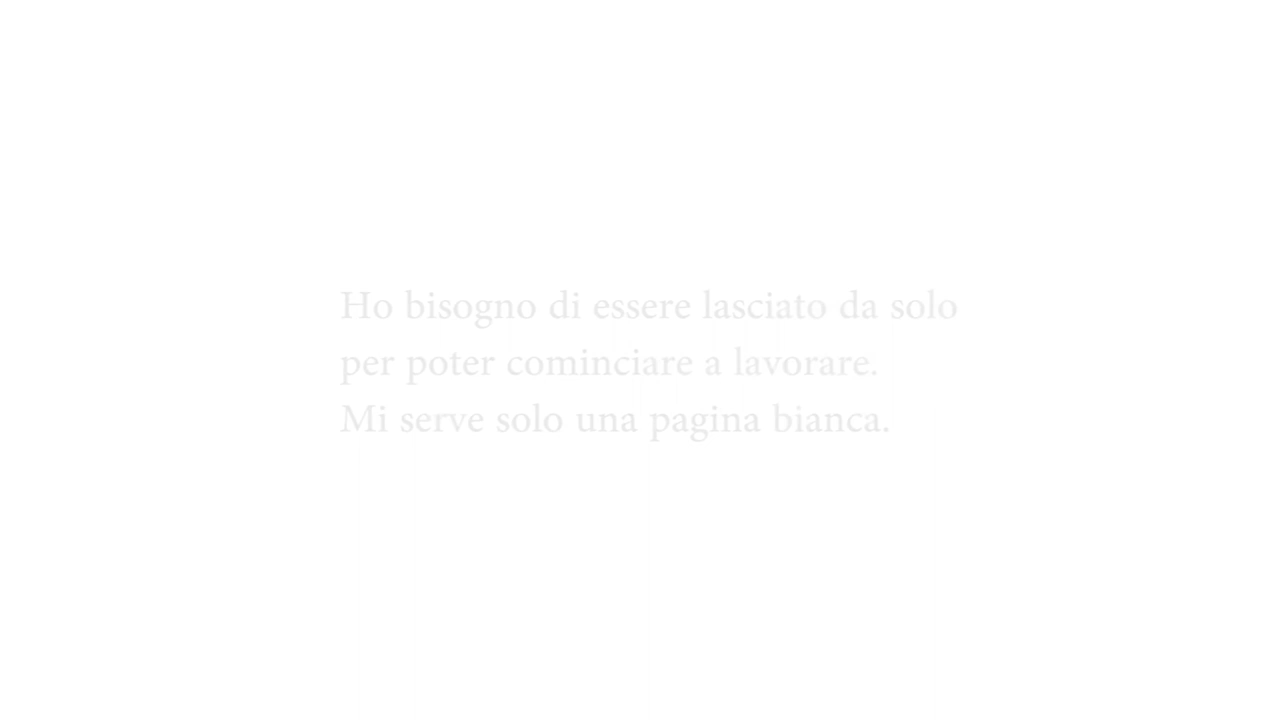 Ho bisogno di essere lasciato da solo
per poter cominciare a lavorare.
Mi serve solo una pagina bianca.